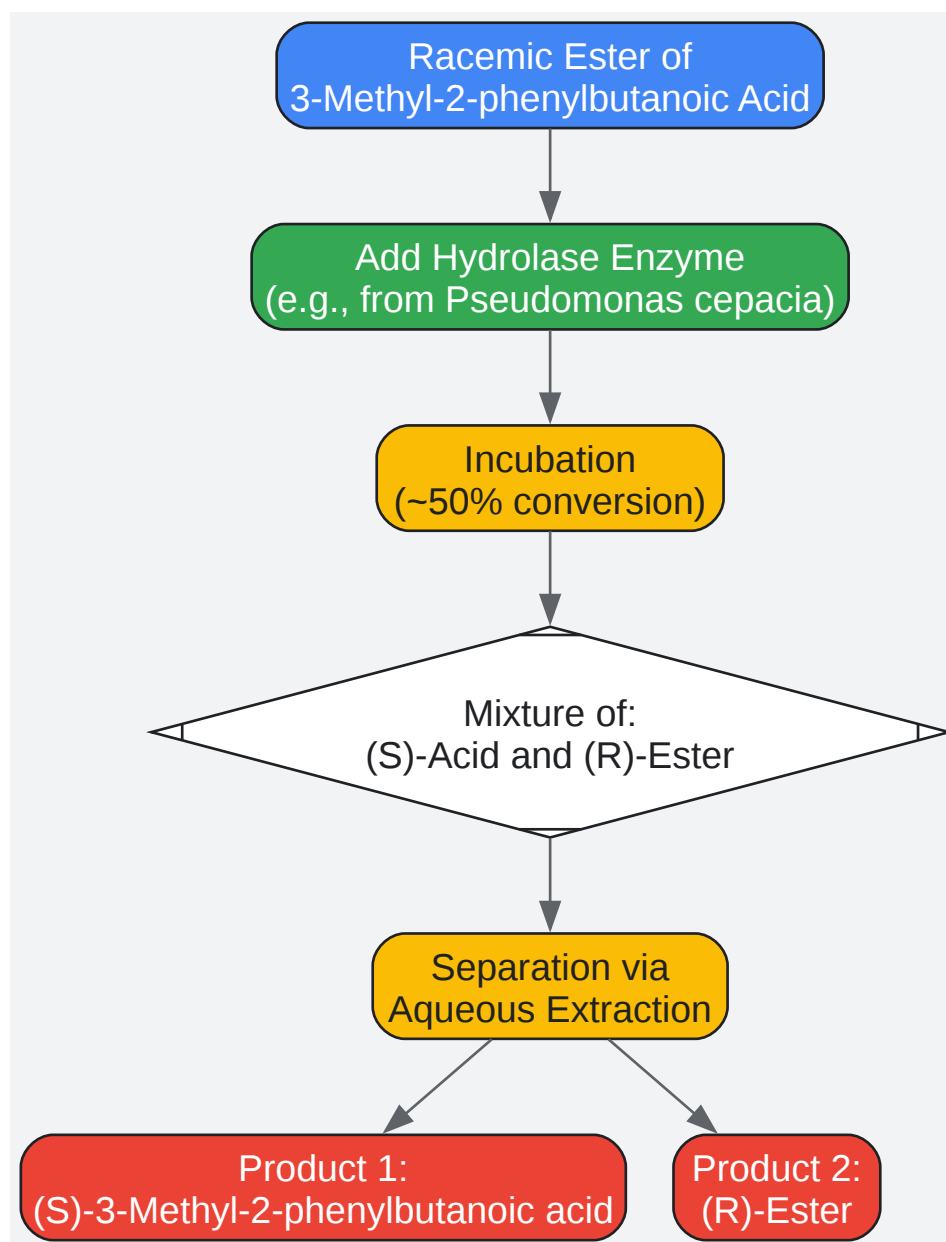 Racemic Ester of
3-Methyl-2-phenylbutanoic Acid
Add Hydrolase Enzyme
(e.g., from Pseudomonas cepacia)
Incubation
(~50% conversion)
Mixture of:
(S)-Acid and (R)-Ester
Separation via
Aqueous Extraction
Product 1:
(S)-3-Methyl-2-phenylbutanoic acid
Product 2:
(R)-Ester